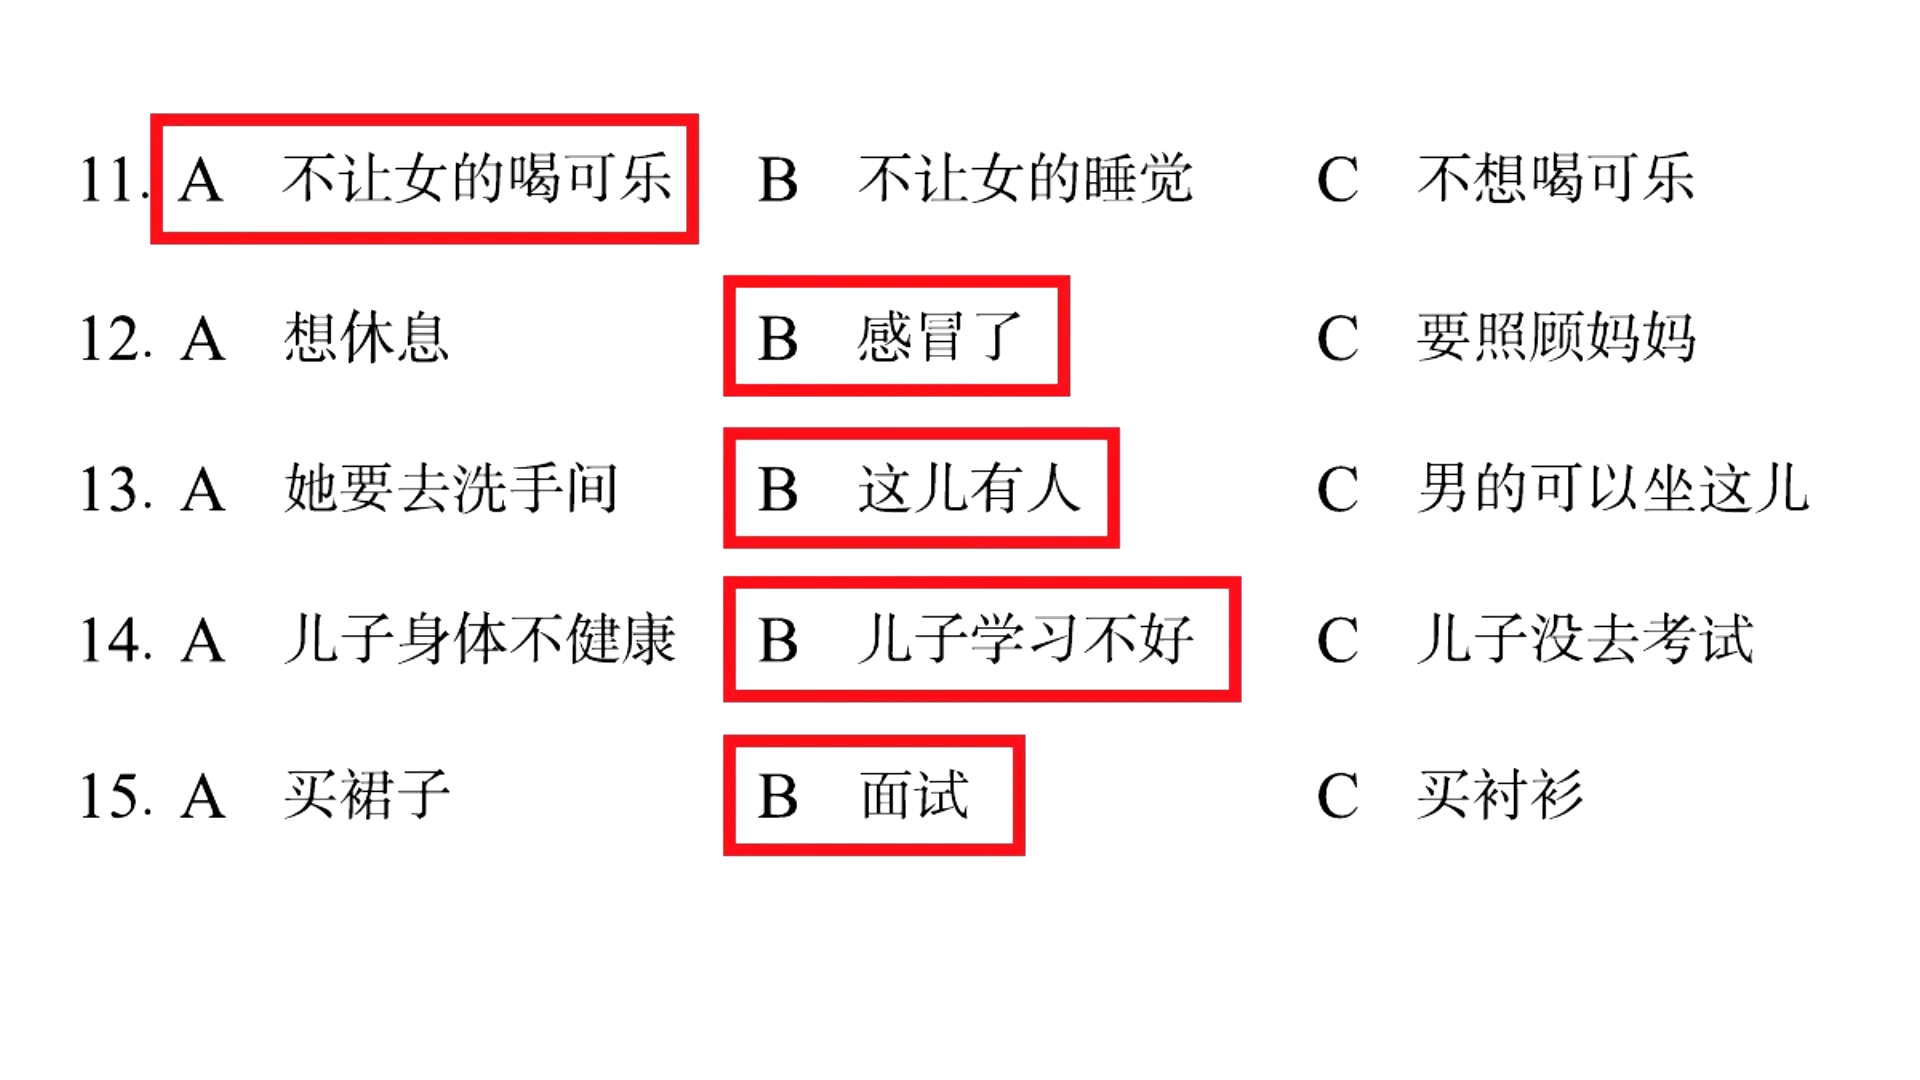 11. A 不让女的喝可乐 B 不让女的睡觉 C 不想喝可乐
12. A 想休息 B 感冒了 C 要照顾妈妈
13. A 她要去洗手间 B 这儿有人 C 男的可以坐这儿
14. A 儿子身体不健康 B 儿子学习不好 C 儿子没去考试
15. A 买裙子 B 面试 C 买衬衫